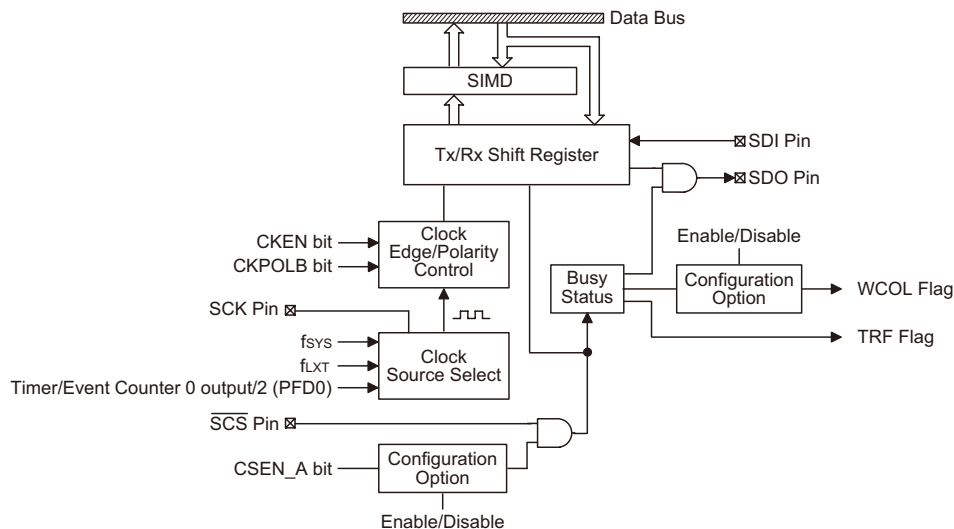 Data Bus
SIMD
Tx/Rx Shift Register
SDI Pin
SDO Pin
CKEN bit
CKPOLB bit
Clock
Edge/Polarity
Control
Enable/Disable
Busy
Status
Configuration
Option
WCOL Flag
TRF Flag
SCK Pin
fSYS
fLXT
Timer/Event Counter 0 output/2 (PFD0)
Clock
Source Select
SCS Pin
CSEN_A bit
Configuration
Option
Enable/Disable